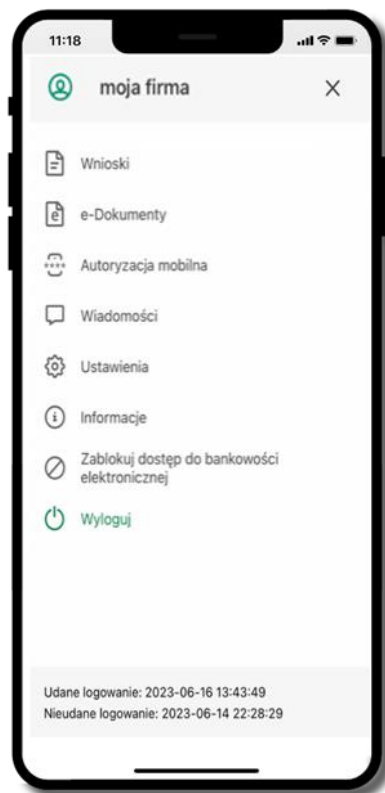 11:18
moja firma
Wnioski
e-Dokumenty
Autoryzacja mobilna
Wiadomości
Ustawienia
Informacje
Zablokuj dostęp do bankowości
elektronicznej
Wyloguj
Udane logowanie: 2023-06-16 13:43:49
Nieudane logowanie: 2023-06-14 22:28:29